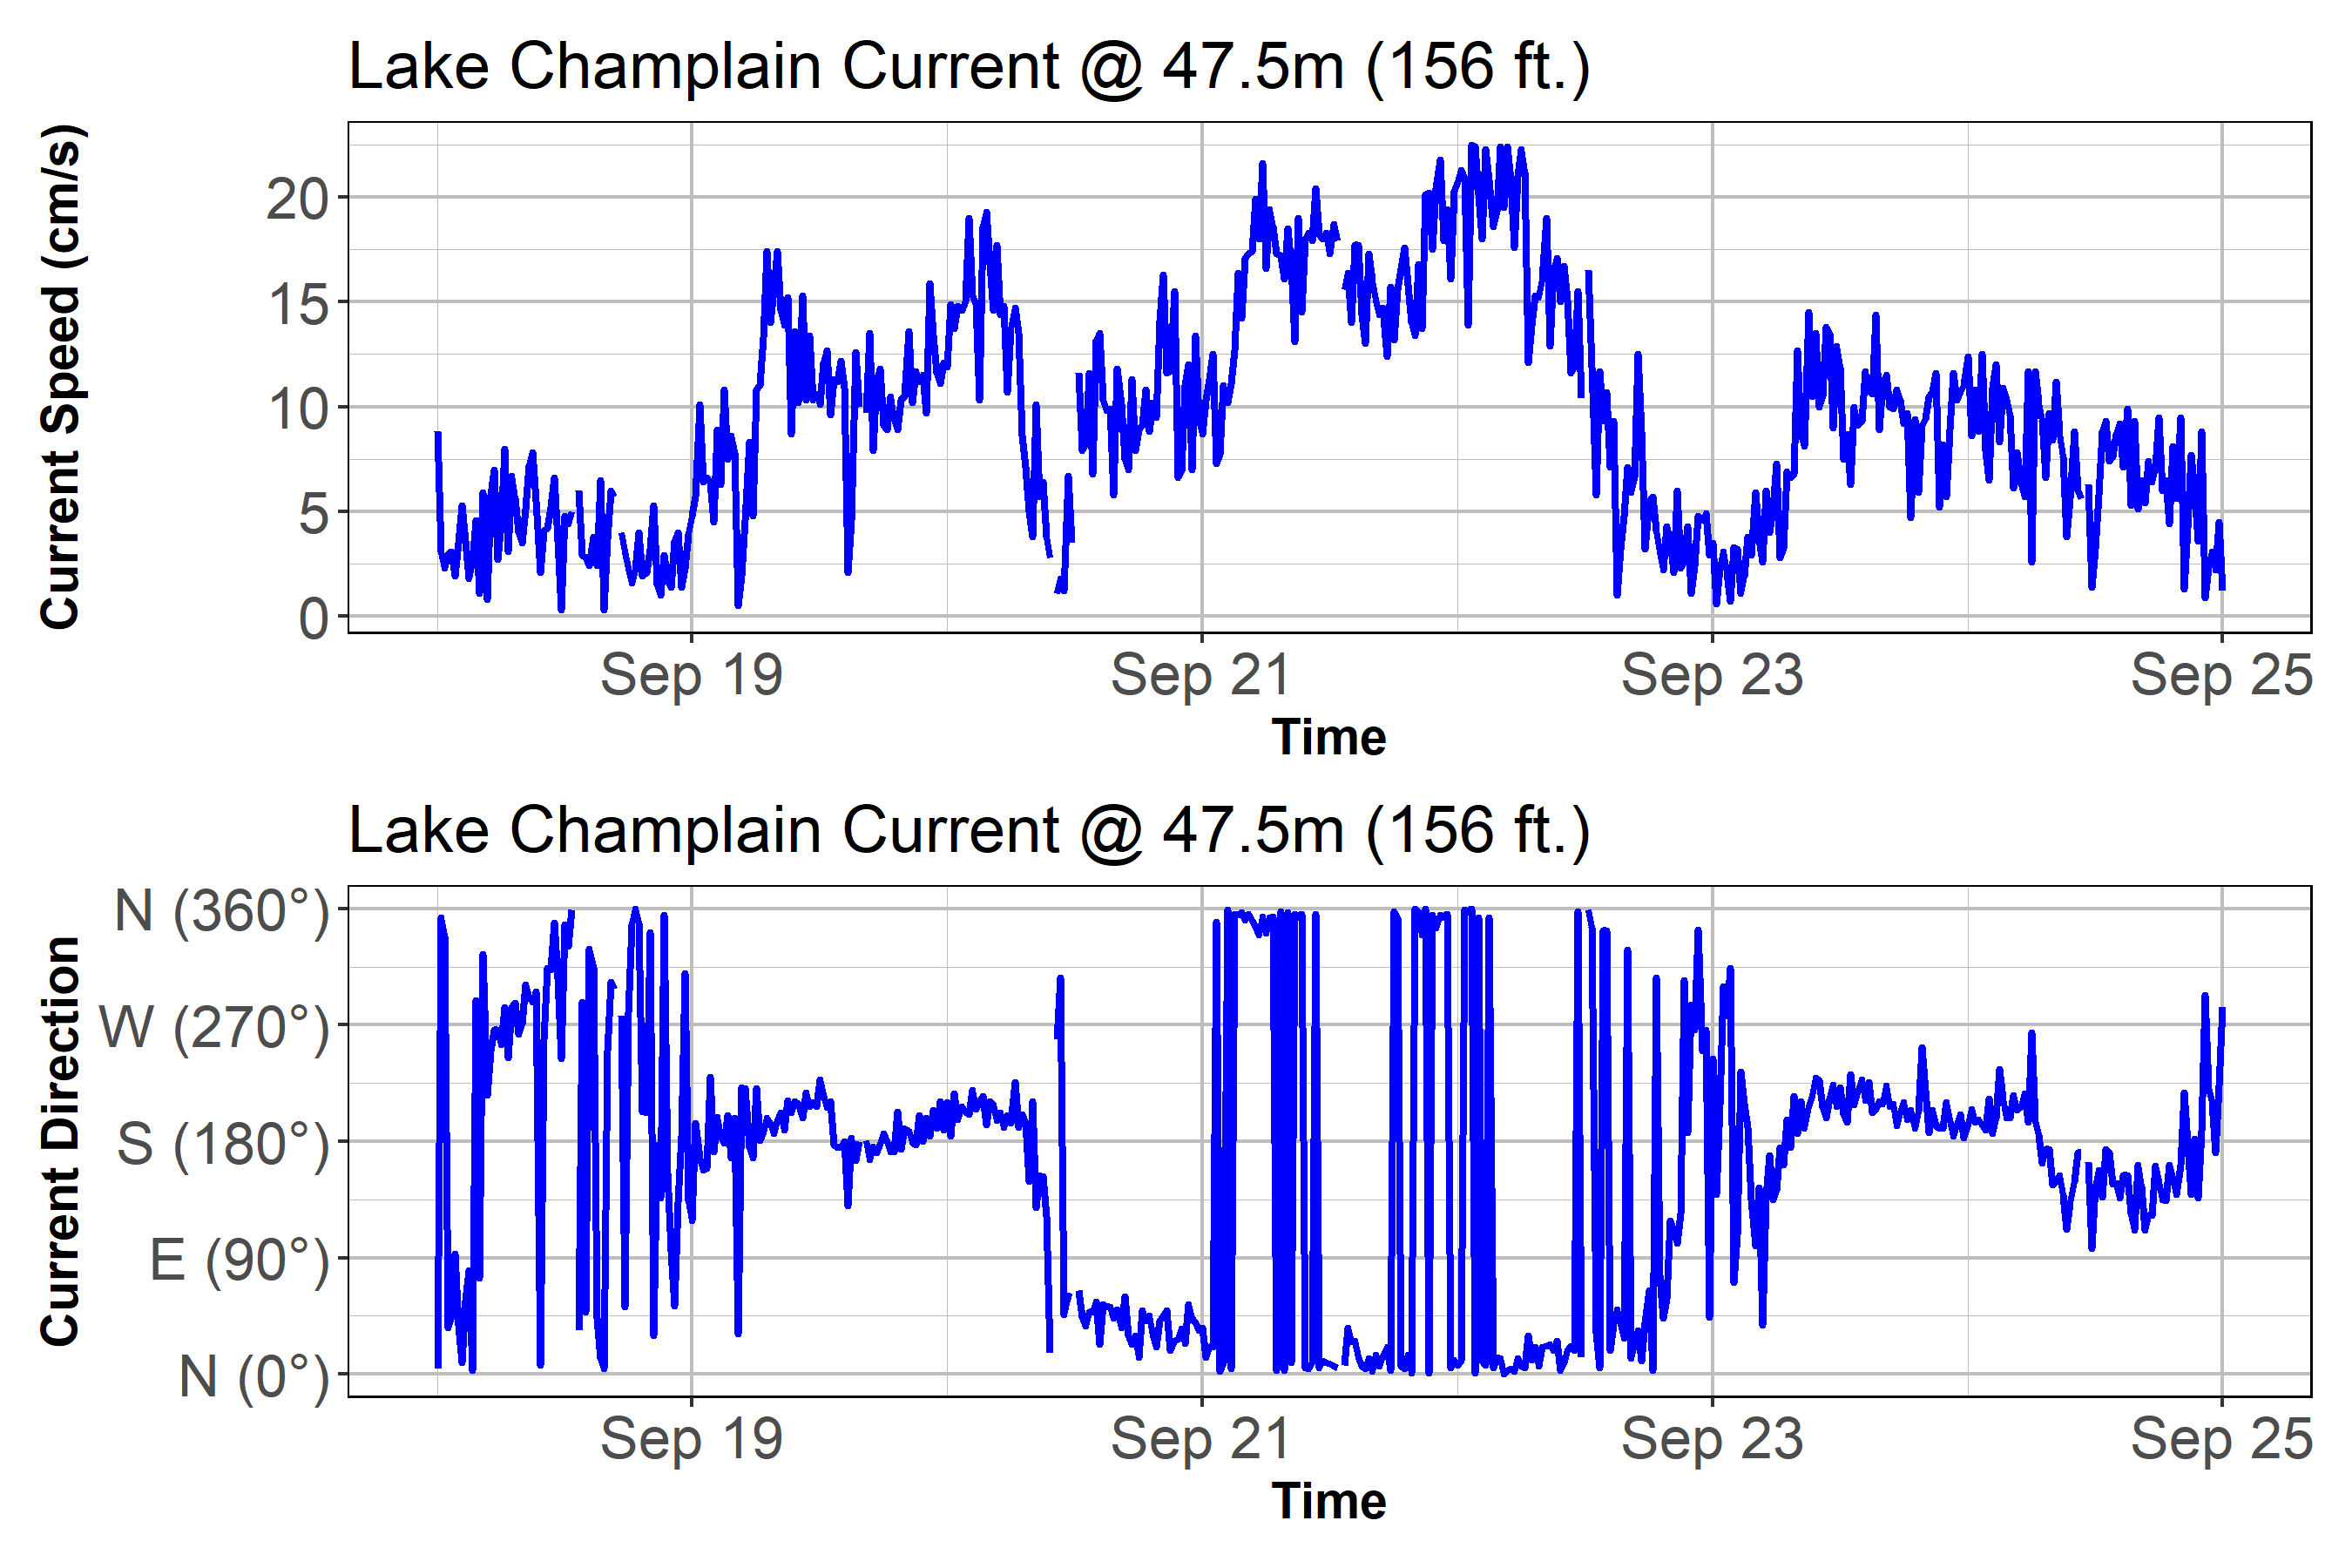 Lake Champlain Current @ 47.5m (156 ft.)
Current Speed (cm/s)
20
15
10
5
0
Sep 19 Sep 21 Sep 23 Sep 25
Time
Lake Champlain Current @ 47.5m (156 ft.)
Current Direction
N (360°)
W (270°)
S (180°)
E (90°)
N (0°)
Sep 19 Sep 21 Sep 23 Sep 25
Time